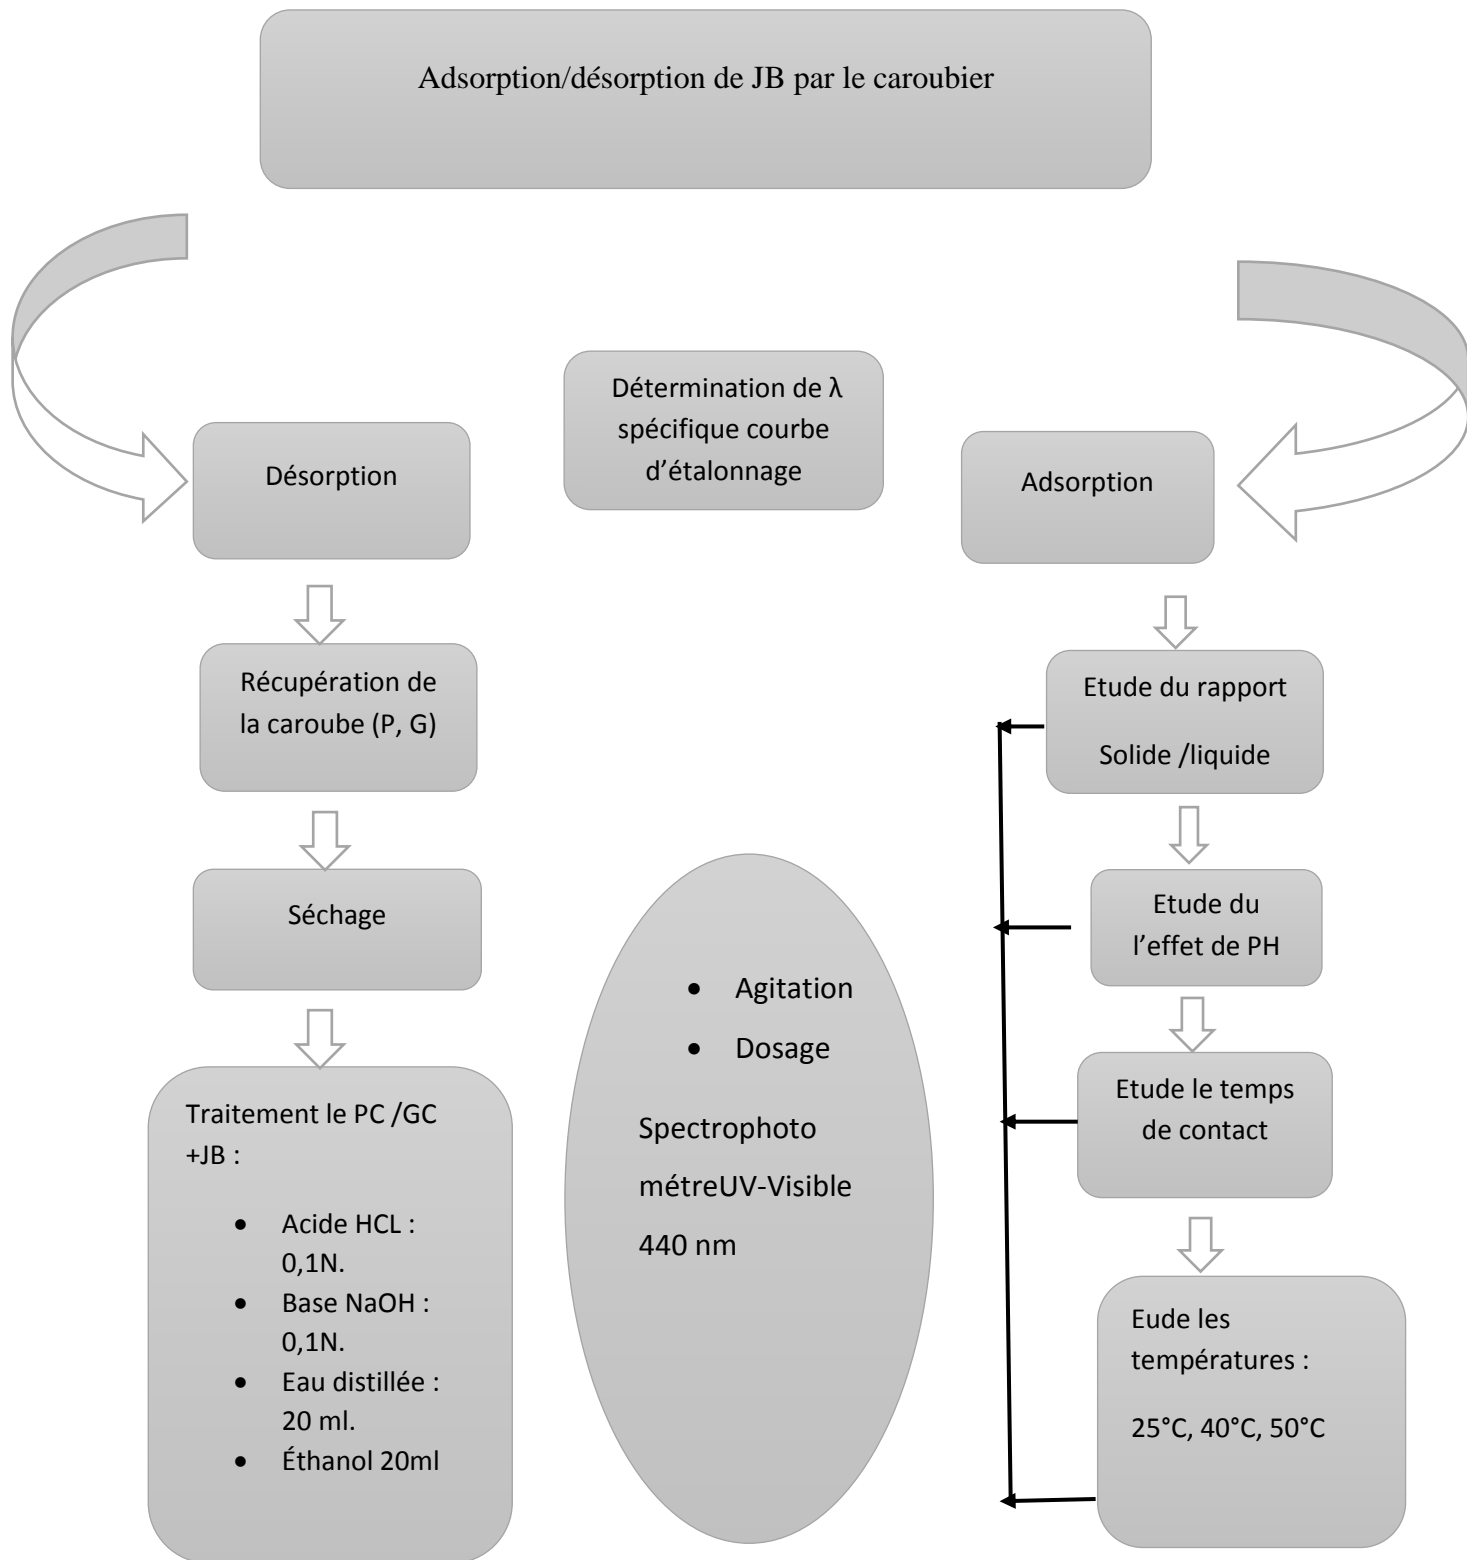 Adsorption/désorption de JB par le caroubier
Détermination de λ
spécifique courbe
d’étalonnage
Désorption
Adsorption
Récupération de
la caroube (P, G)
Etude du rapport
Solide /liquide
Séchage
Etude du
l’effet de PH
• Agitation
• Dosage
Spectrophoto
métreUV-Visible
440 nm
Etude le temps
de contact
Traitement le PC /GC
+JB :
• Acide HCL :
0,1N.
• Base NaOH :
0,1N.
• Eau distillée :
20 ml.
• Éthanol 20ml
Eude les
températures :
25°C, 40°C, 50°C